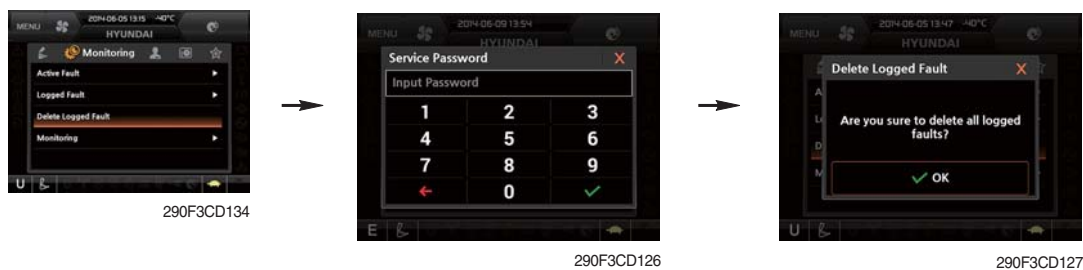 MENU
2014-06-05 13:15 -40°C
HYUNDAI
Monitoring
Active Fault
Logged Fault
Delete Logged Fault
Monitoring
U
290F3CD134
MENU
2014-06-09 13:54
HYUNDAI
Service Password X
Input Password
1 2 3
4 5 6
7 8 9
0
E
290F3CD126
MENU
2014-06-05 13:47 -40°C
HYUNDAI
Delete Logged Fault X
A
L
Are you sure to delete all logged
faults?
D
M
OK
U
290F3CD127